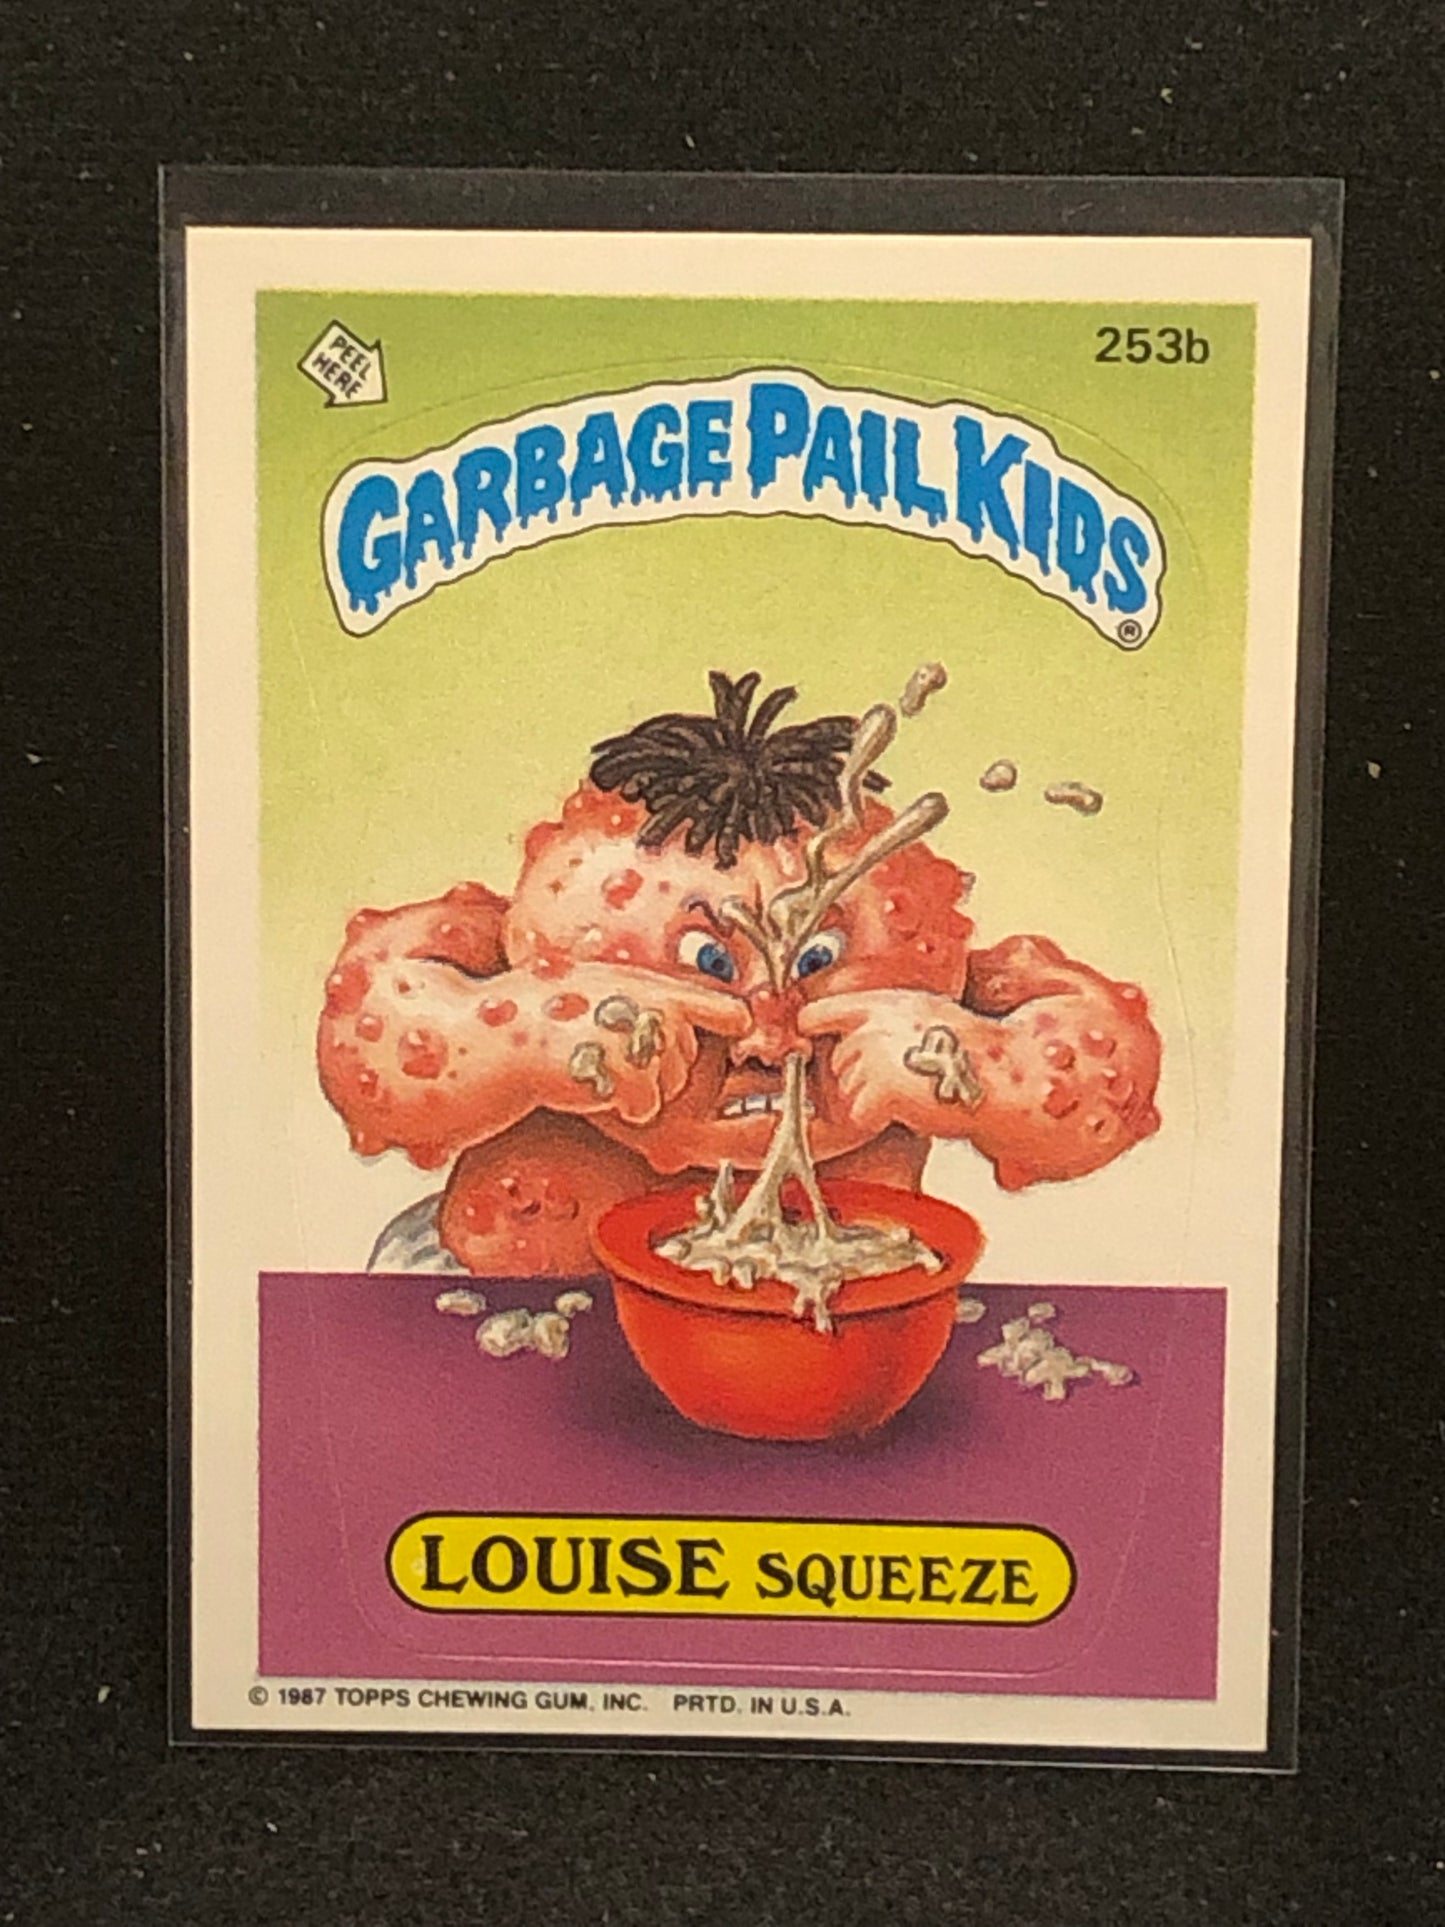 PEEL
HERE
253b
GARBAGE PAIL KIDS
®
LOUISE SQUEEZE
© 1987 TOPPS CHEWING GUM, INC. PRTD. IN U.S.A.